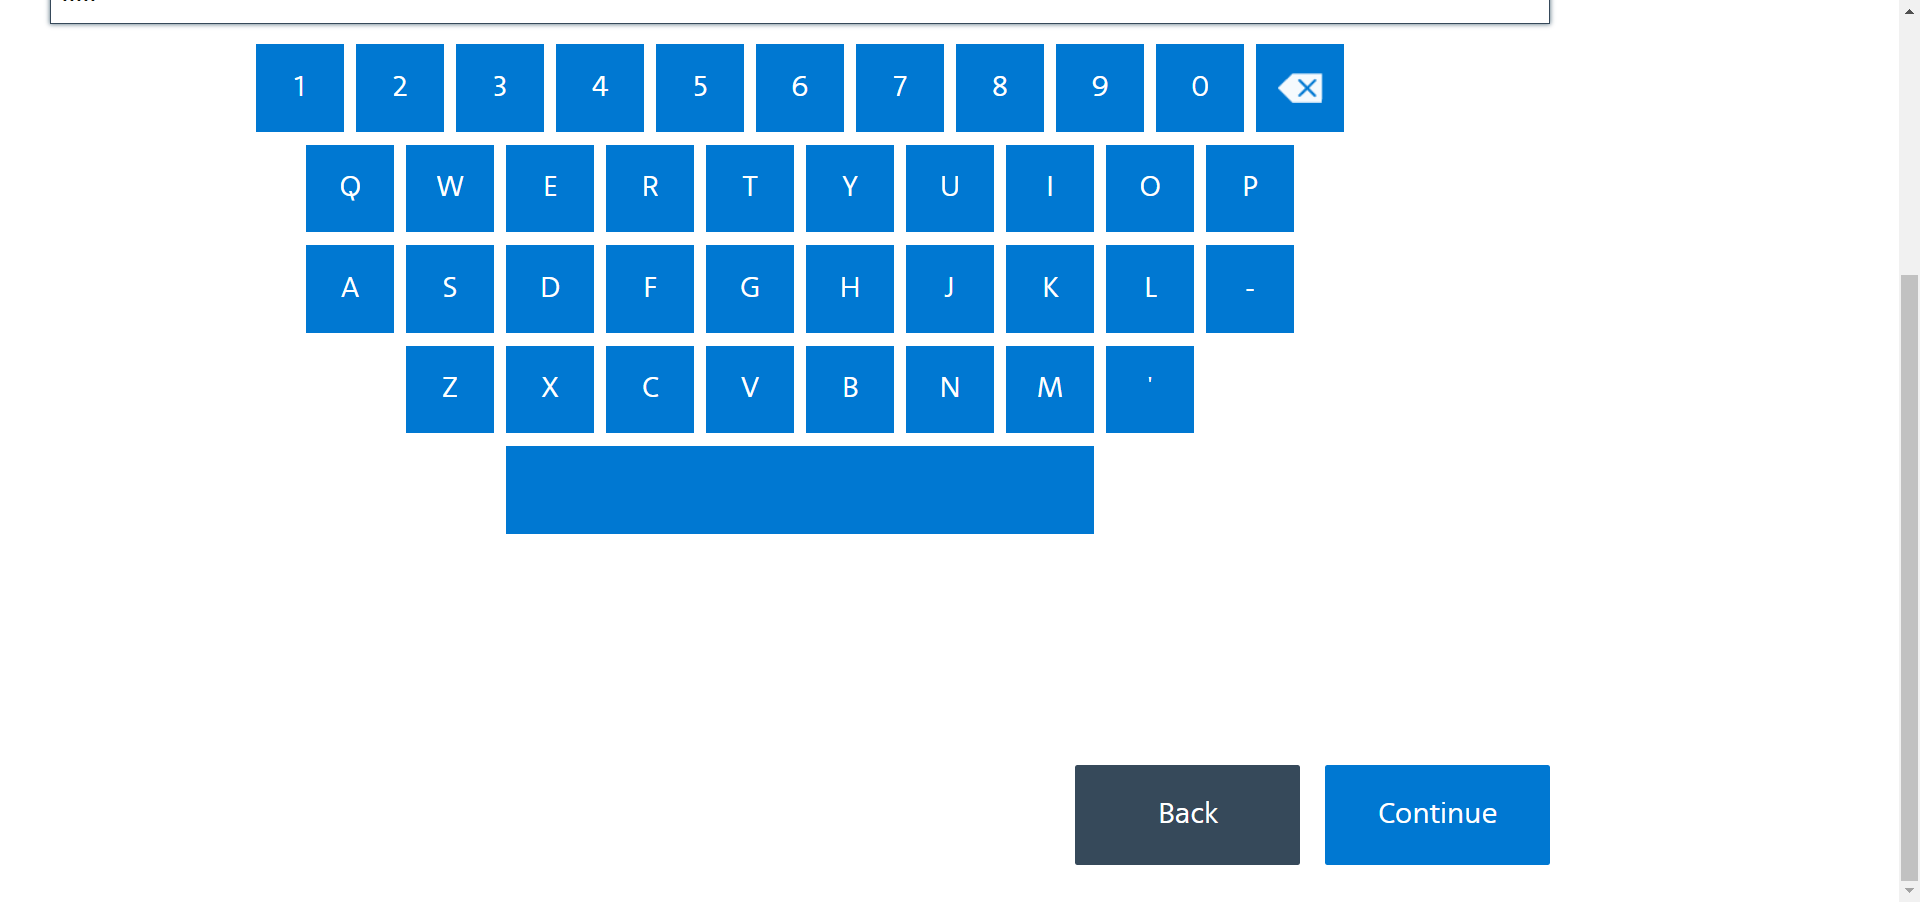 1 2 3 4 5 6 7 8 9 0
Q W E R T Y U I O P
A S D F G H J K L -
Z X C V B N M '
Back Continue